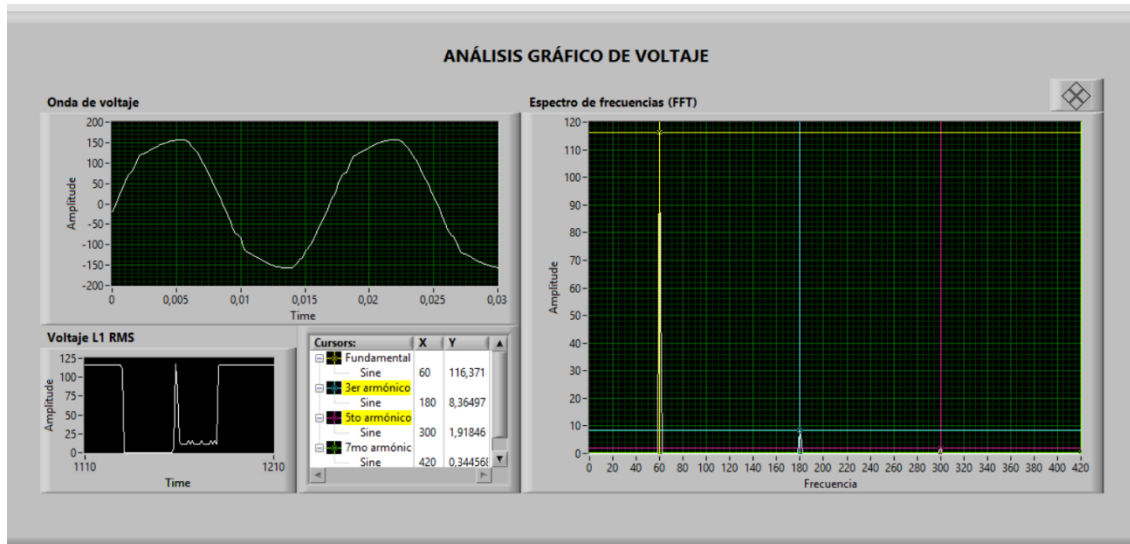 ANÁLISIS GRÁFICO DE VOLTAJE
Onda de voltaje
Amplitude
200
150
100
50
0
-50
-100
-150
-200
0 0,005 0,01 0,015 0,02 0,025 0,03
Time
Voltaje L1 RMS
Amplitude
125
100
75
50
25
0
1110 1210
Time
Cursors: X Y
Fundamental
Sine 60 116,371
3er armónico
Sine 180 8,36497
5to armónico
Sine 300 1,91846
7mo armónic
Sine 420 0,344568
Espectro de frecuencias (FFT)
Amplitude
120
110
100
90
80
70
60
50
40
30
20
10
0
0 20 40 60 80 100 120 140 160 180 200 220 240 260 280 300 320 340 360 380 400 420
Frecuencia